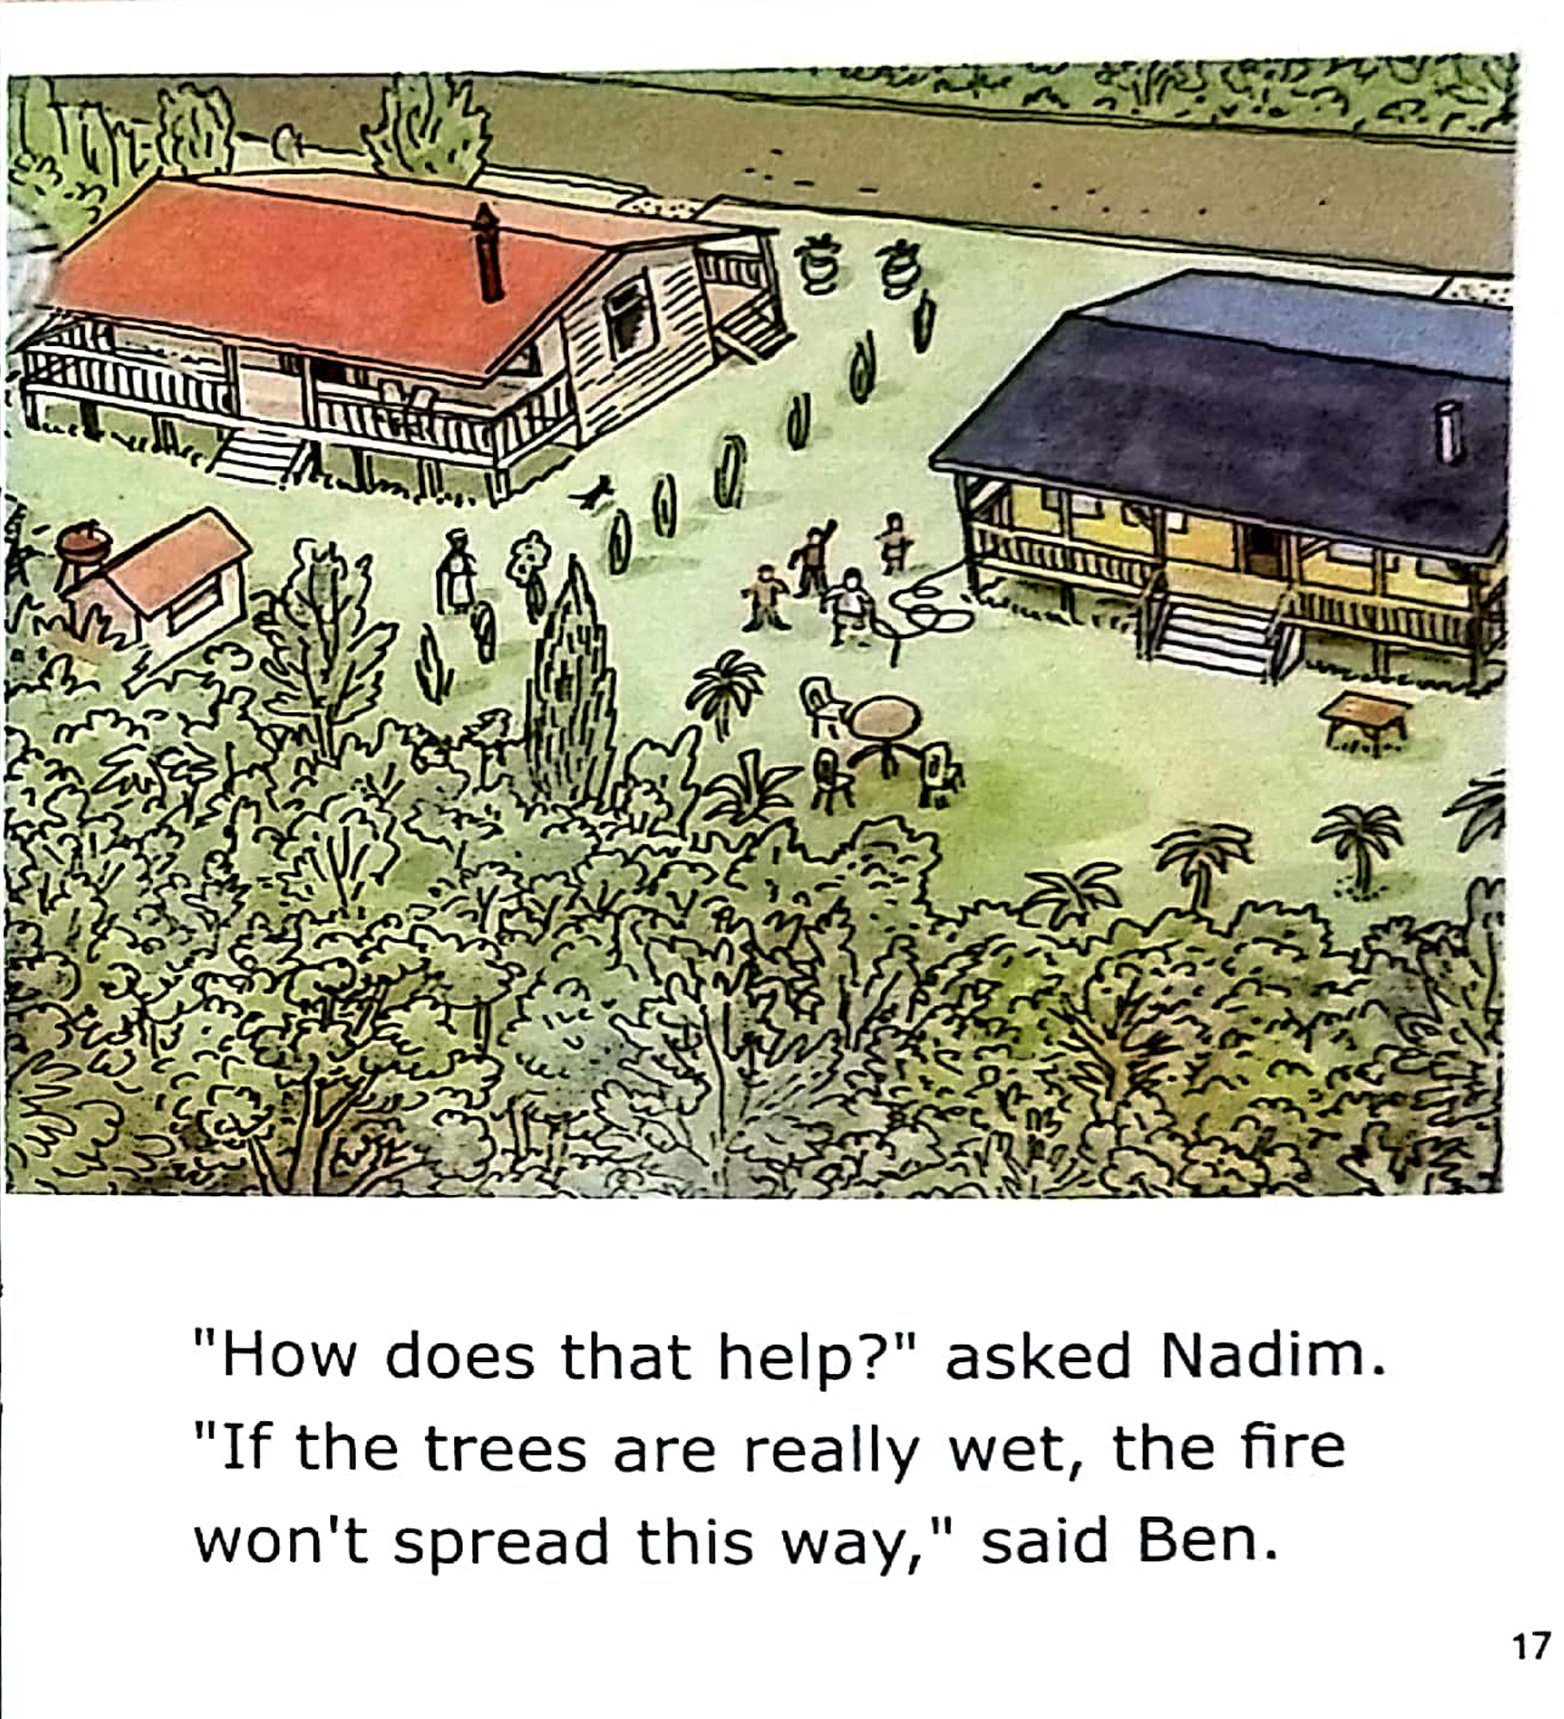 "How does that help?" asked Nadim.
"If the trees are really wet, the fire
won't spread this way," said Ben.
17